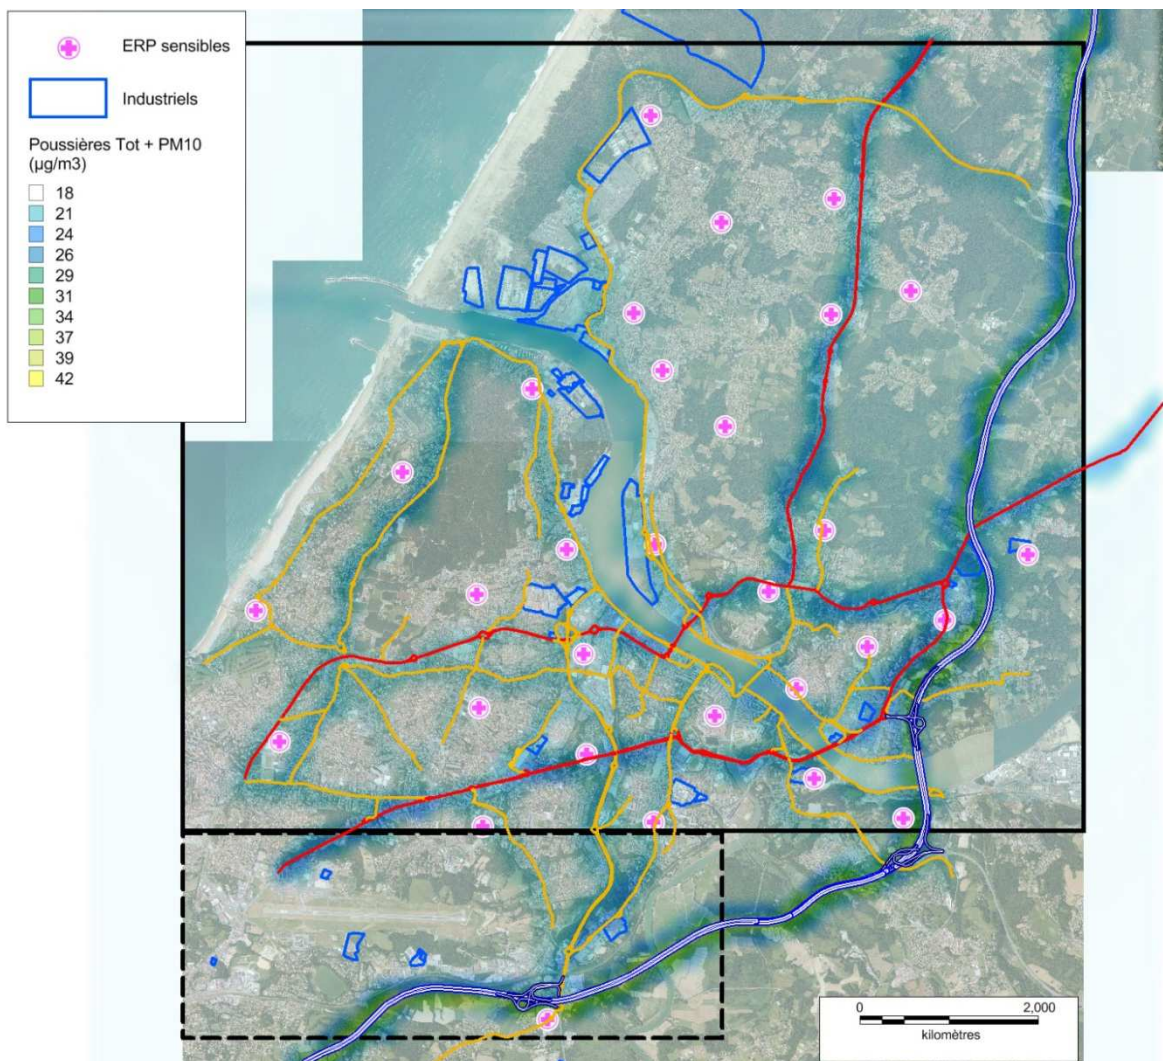 ERP sensibles
Industriels
Poussières Tot + PM10
(µg/m3)
18
21
24
26
29
31
34
37
39
42
0 2,000
kilomètres